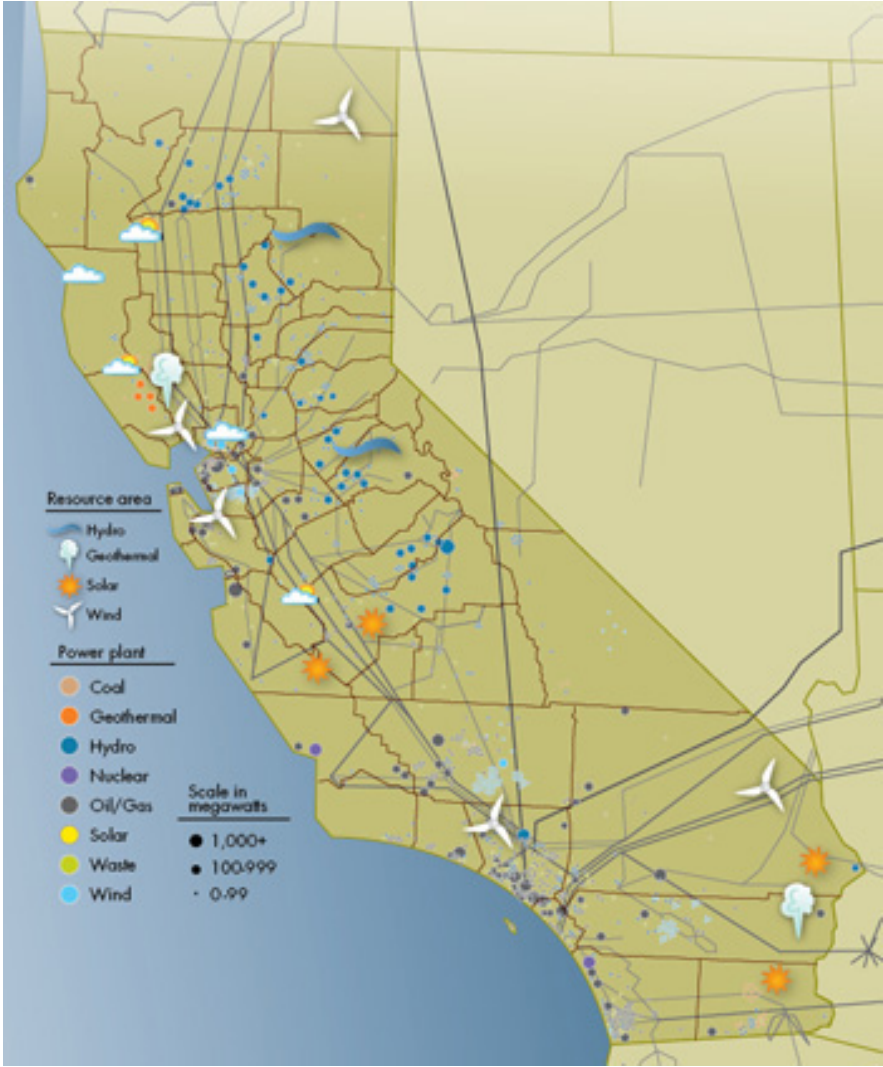 Resource area
Hydro
Geothermal
Solar
Wind
Power plant
Coal
Geothermal
Hydro
Nuclear
Oil/Gas
Solar
Waste
Wind
Scale in
megawatts
1,000+
100-999
0-99